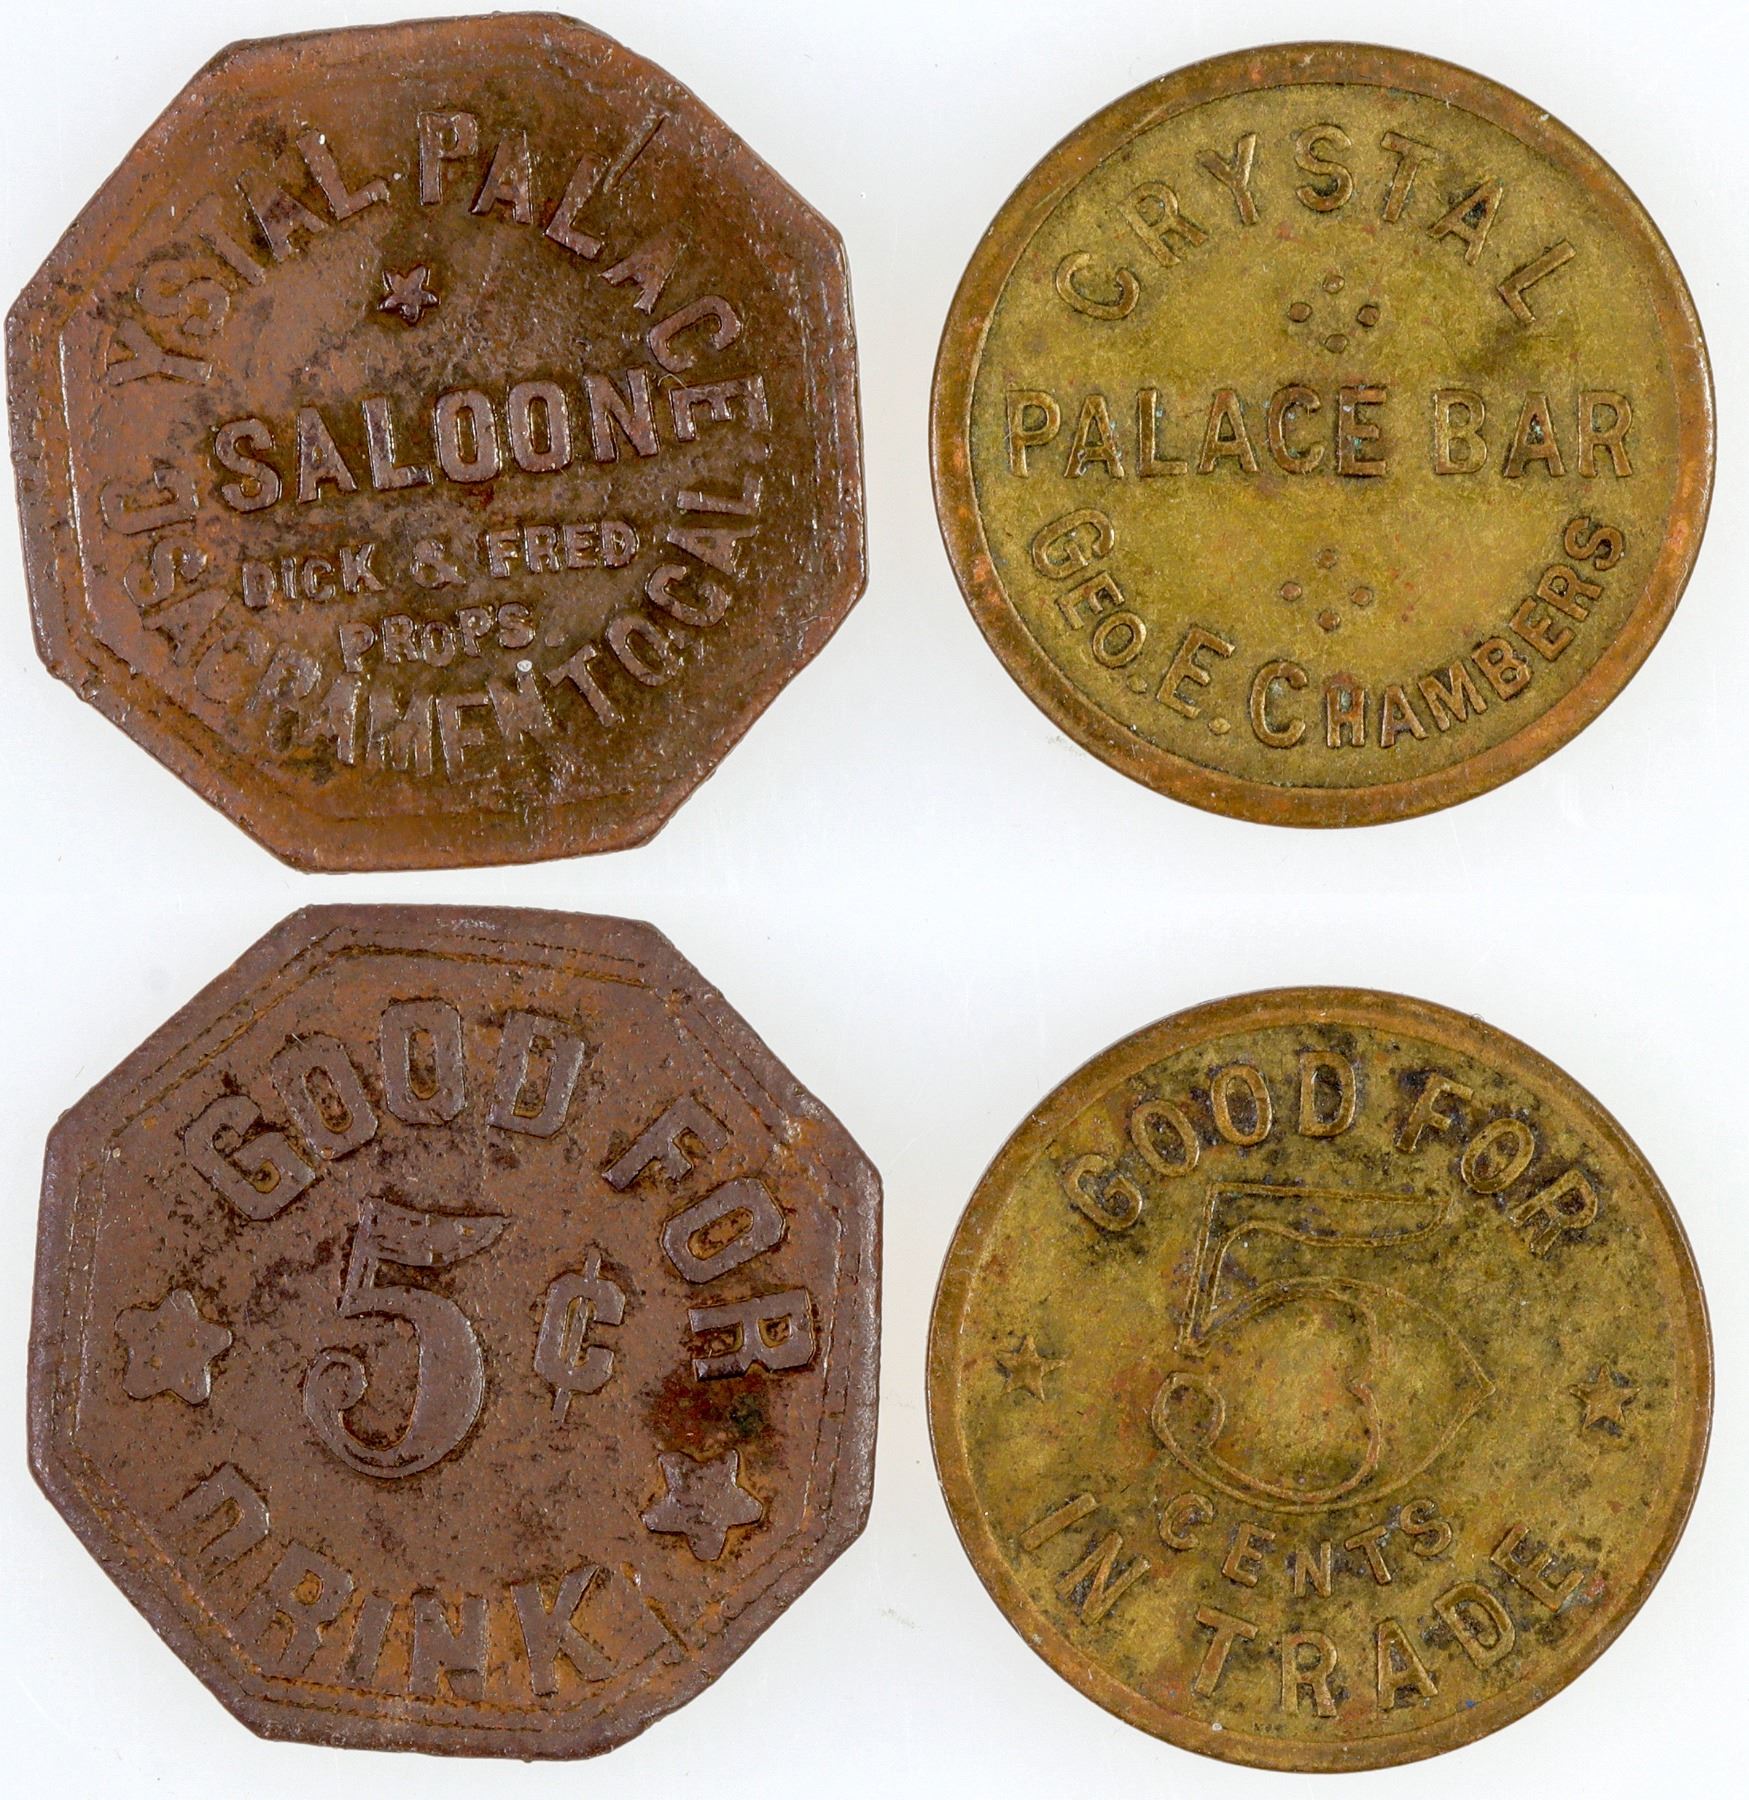 CRYSTAL PALACE
SALOON
DICK & FRED
PROPS.
SACRAMENTO, CAL.
CRYSTAL
PALACE BAR
GEO. E. CHAMBERS
GOOD FOR
5 ¢
DRINK
GOOD FOR
5
CENTS
IN TRADE